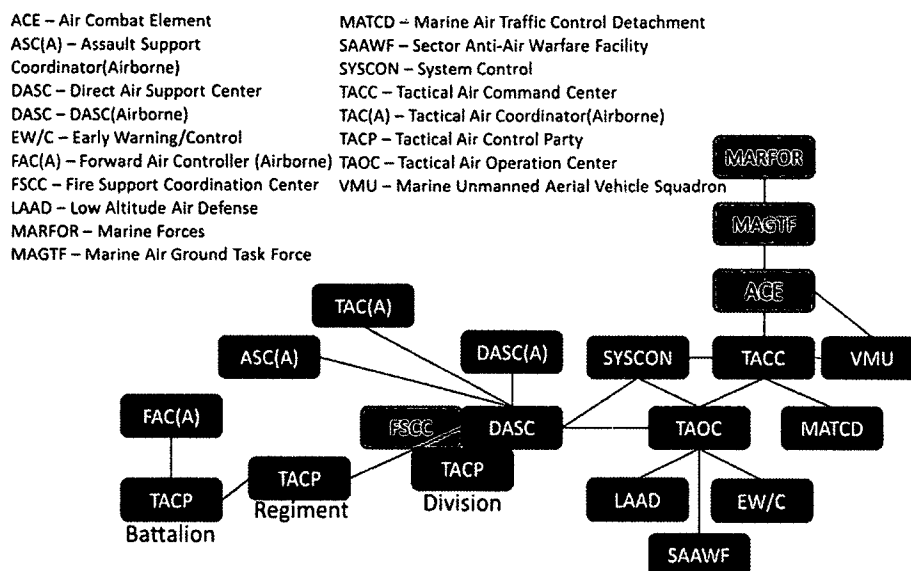 ACE – Air Combat Element
ASC(A) – Assault Support
Coordinator(Airborne)
DASC – Direct Air Support Center
DASC – DASC(Airborne)
EW/C – Early Warning/Control
FAC(A) – Forward Air Controller (Airborne)
FSCC – Fire Support Coordination Center
LAAD – Low Altitude Air Defense
MARFOR – Marine Forces
MAGTF – Marine Air Ground Task Force
MATCD – Marine Air Traffic Control Detachment
SAAWF – Sector Anti-Air Warfare Facility
SYSCON – System Control
TACC – Tactical Air Command Center
TAC(A) – Tactical Air Coordinator(Airborne)
TACP – Tactical Air Control Party
TAOC – Tactical Air Operation Center
VMU – Marine Unmanned Aerial Vehicle Squadron
MARFOR
MAGTF
ACE
TAC(A)
ASC(A)
DASC(A)
SYSCON
TACC
VMU
FAC(A)
FSCC
DASC
TAOC
MATCD
TACP
Battalion
TACP
Regiment
TACP
Division
LAAD
EW/C
SAAWF